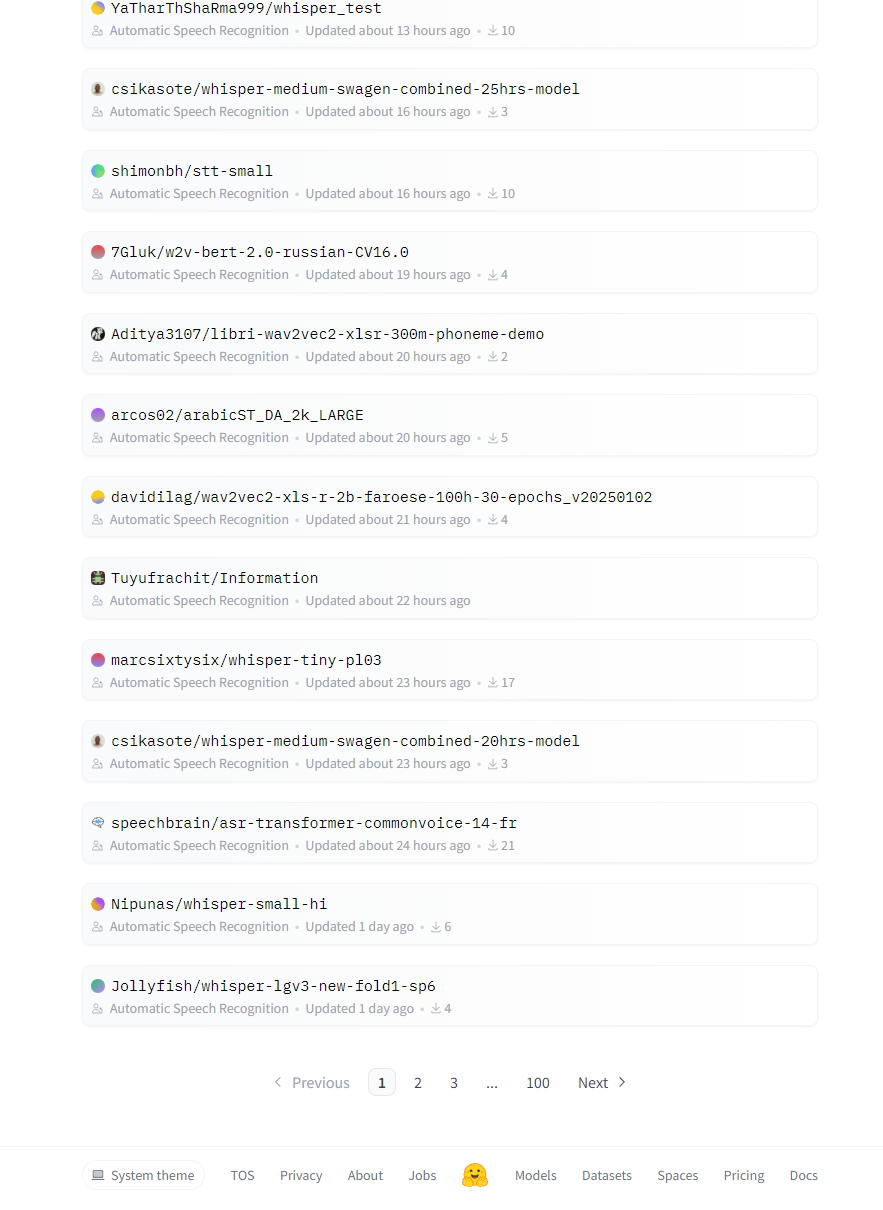 YaTharThShaRma999/whisper_test
Automatic Speech Recognition • Updated about 13 hours ago • 10
csikasote/whisper-medium-swagen-combined-25hrs-model
Automatic Speech Recognition • Updated about 16 hours ago • 3
shimonbh/stt-small
Automatic Speech Recognition • Updated about 16 hours ago • 10
7Gluk/w2v-bert-2.0-russian-CV16.0
Automatic Speech Recognition • Updated about 19 hours ago • 4
Aditya3107/libri-wav2vec2-xlsr-300m-phoneme-demo
Automatic Speech Recognition • Updated about 20 hours ago • 2
arcos02/arabicST_DA_2k_LARGE
Automatic Speech Recognition • Updated about 20 hours ago • 5
davidilag/wav2vec2-xls-r-2b-faroese-100h-30-epochs_v20250102
Automatic Speech Recognition • Updated about 21 hours ago • 4
Tuyufrachit/Information
Automatic Speech Recognition • Updated about 22 hours ago
marcsixtysix/whisper-tiny-pl03
Automatic Speech Recognition • Updated about 23 hours ago • 17
csikasote/whisper-medium-swagen-combined-20hrs-model
Automatic Speech Recognition • Updated about 23 hours ago • 3
speechbrain/asr-transformer-commonvoice-14-fr
Automatic Speech Recognition • Updated about 24 hours ago • 21
Nipunas/whisper-small-hi
Automatic Speech Recognition • Updated 1 day ago • 6
Jollyfish/whisper-lgv3-new-fold1-sp6
Automatic Speech Recognition • Updated 1 day ago • 4
Previous 1 2 3 ... 100 Next
System theme TOS Privacy About Jobs Models Datasets Spaces Pricing Docs